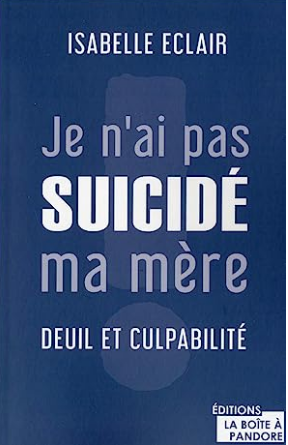 ISABELLE ECLAIR
Je n'ai pas
SUICIDÉ
ma mère
DEUIL ET CULPABILITÉ
ÉDITIONS
LA BOÎTE À
PANDORE